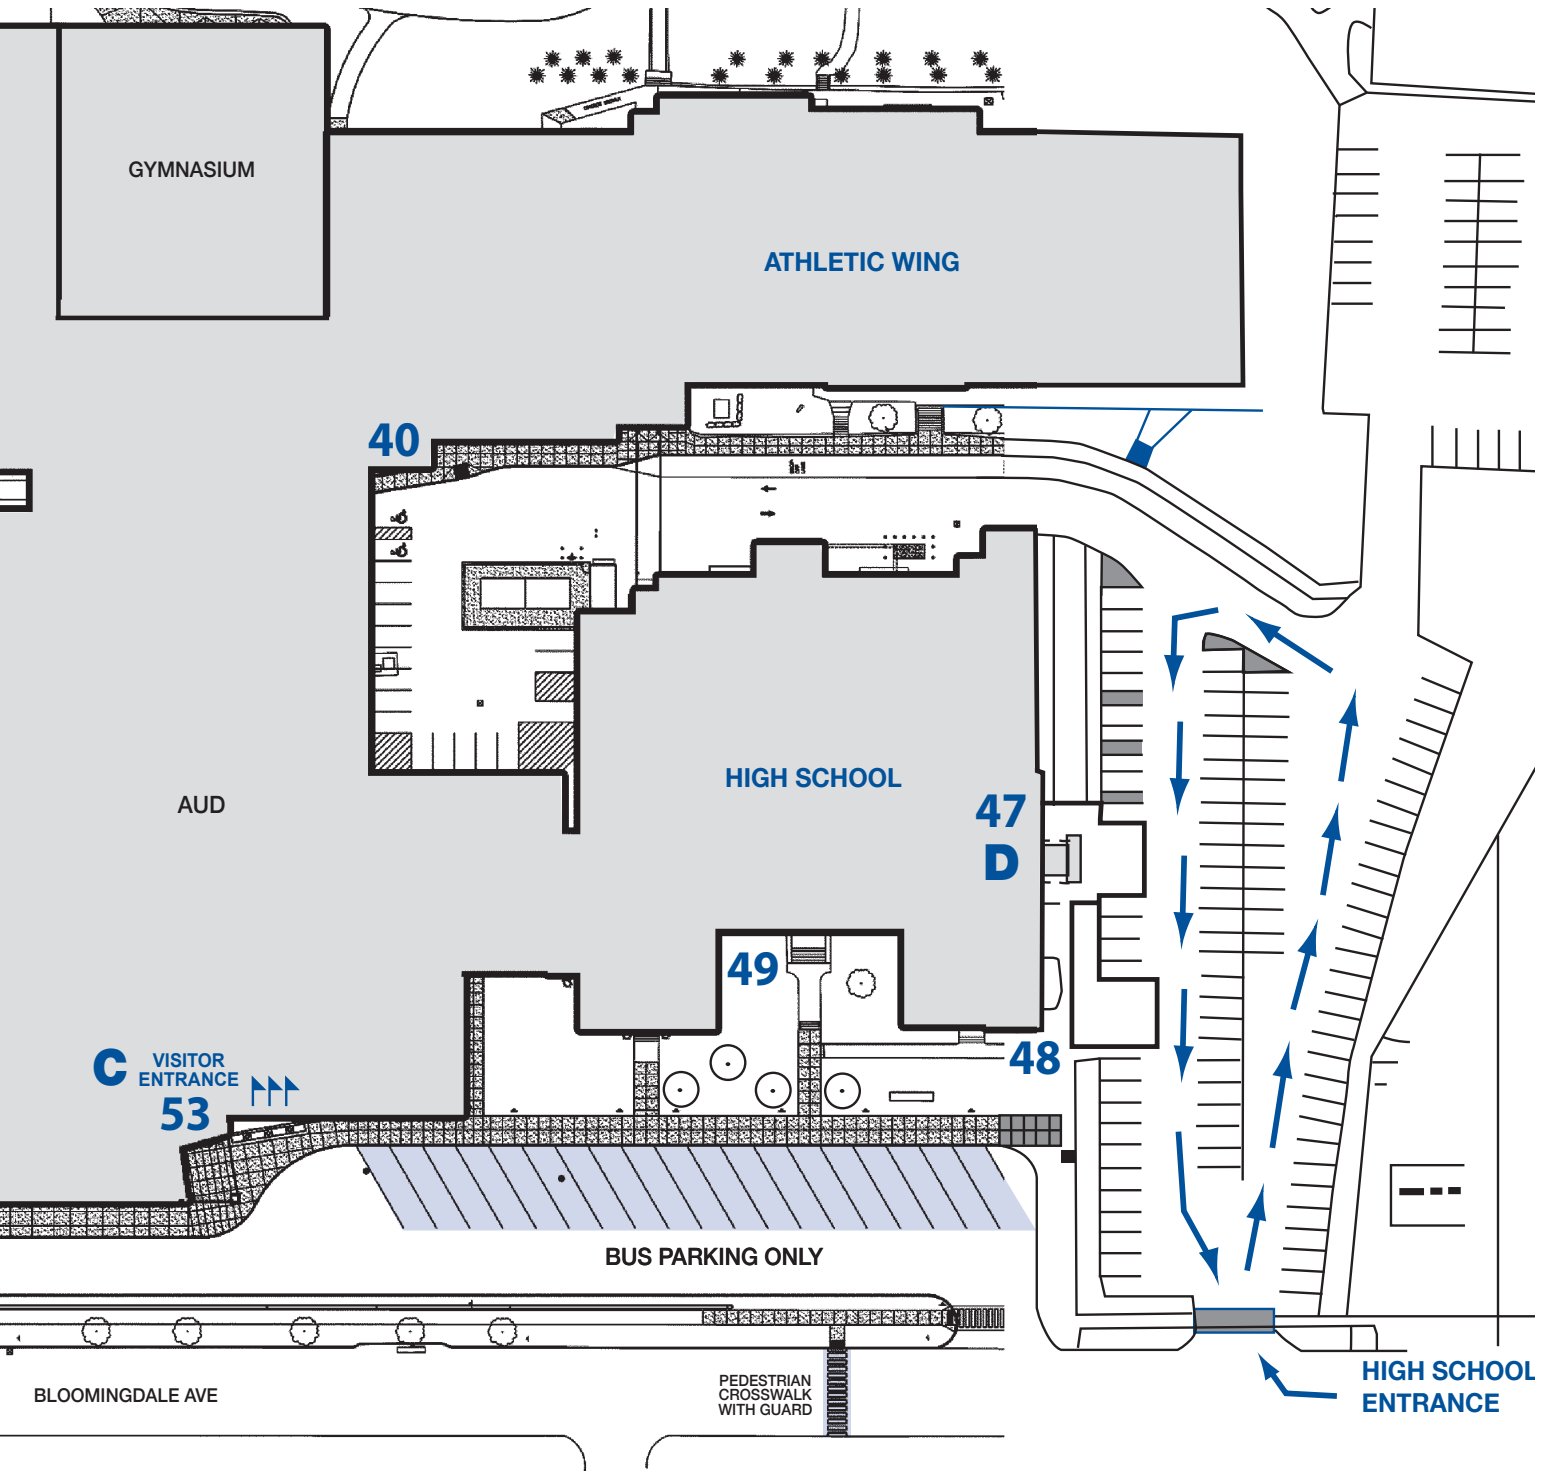 GYMNASIUM
ATHLETIC WING
40
HIGH SCHOOL
47
D
AUD
49
48
C
VISITOR
ENTRANCE
53
BUS PARKING ONLY
BLOOMINGDALE AVE
PEDESTRIAN
CROSSWALK
WITH GUARD
HIGH SCHOOL
ENTRANCE